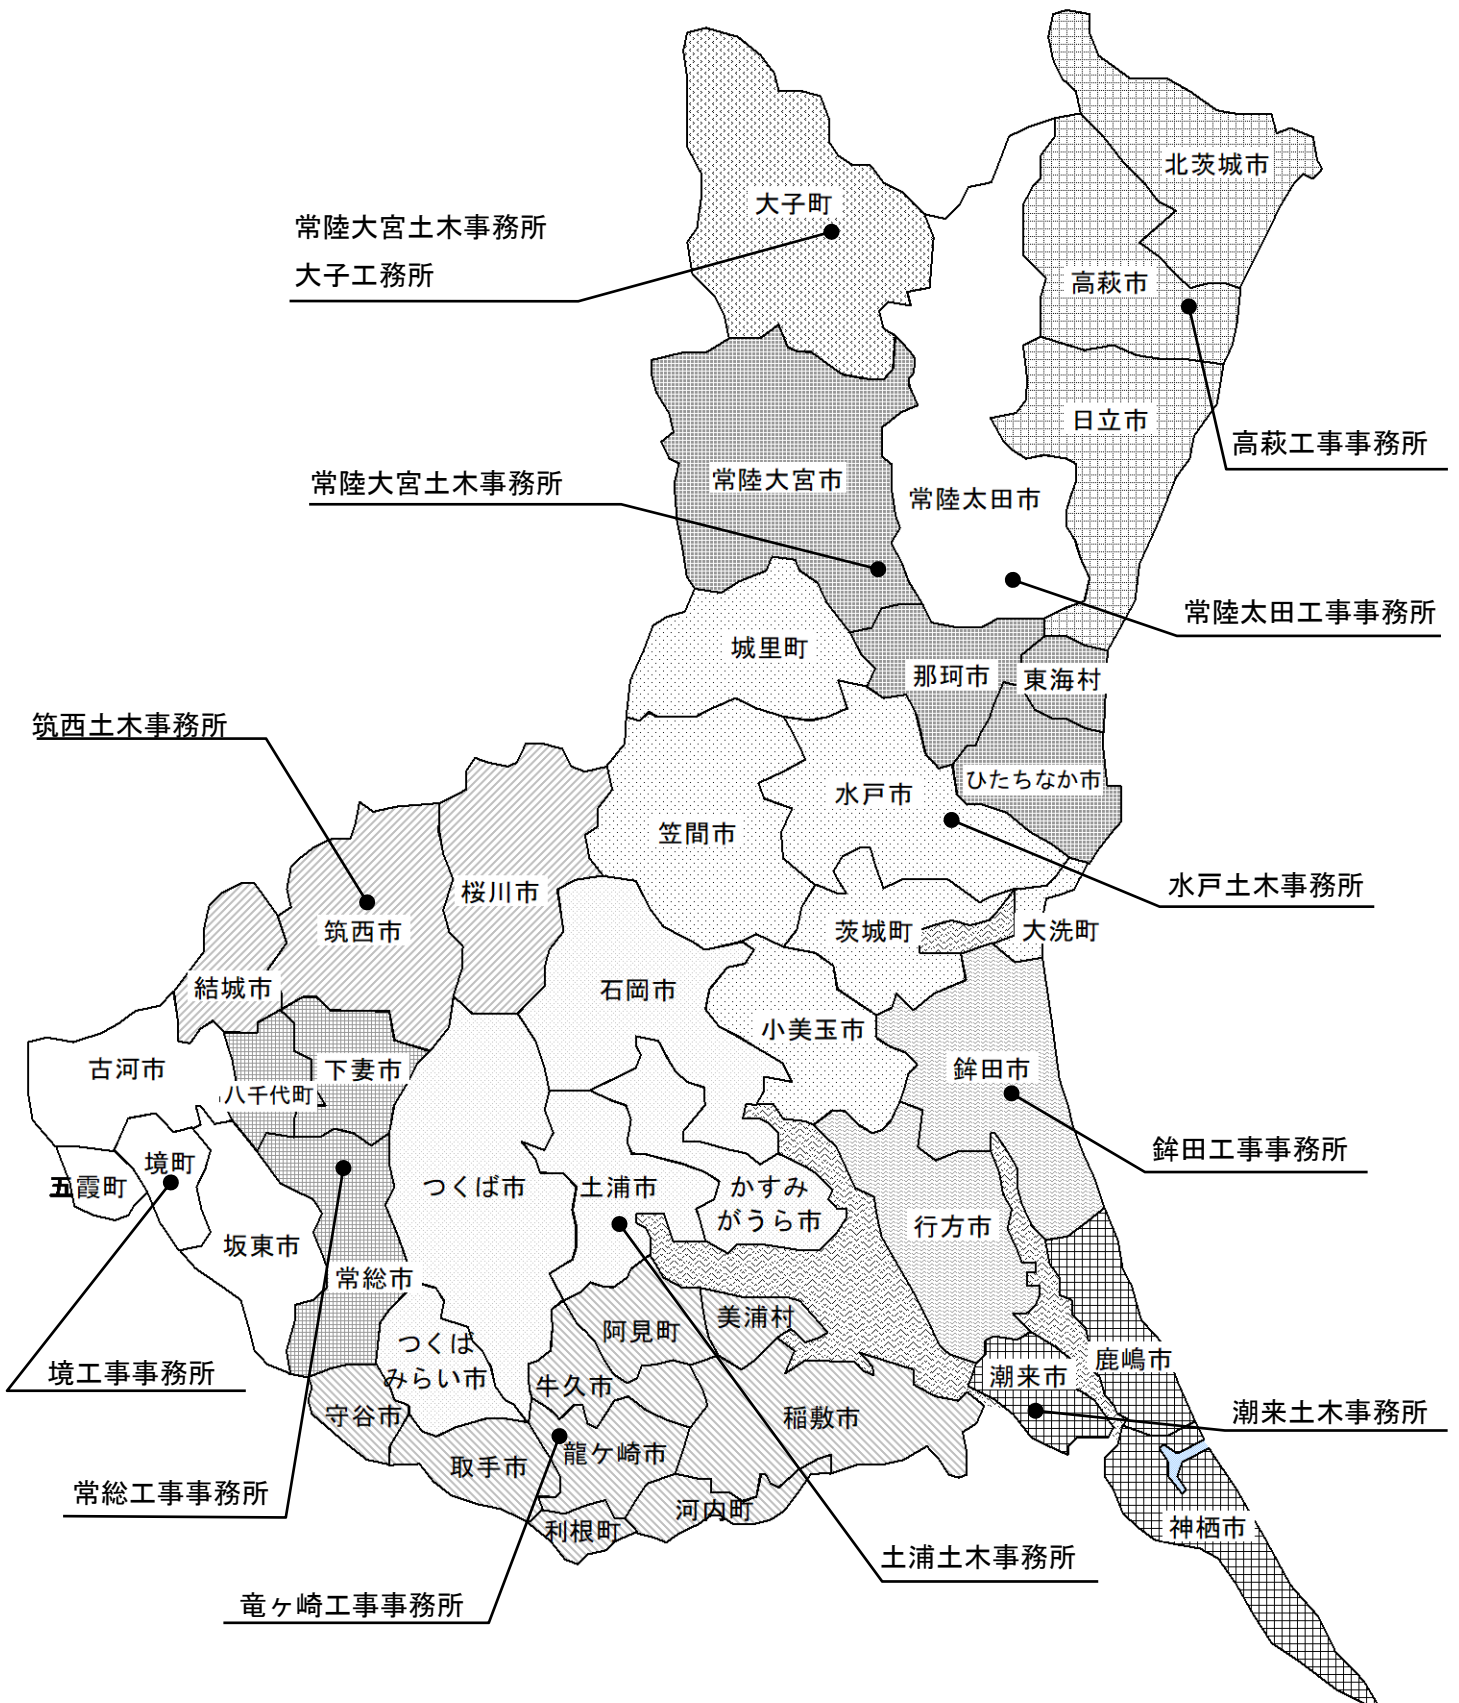 北茨城市
大子町
常陸大宮土木事務所
大子工務所
高萩市
日立市
高萩工事事務所
常陸大宮市
常陸大宮土木事務所
常陸太田市
常陸太田工事事務所
城里町
那珂市
東海村
筑西土木事務所
ひたちなか市
水戸市
笠間市
水戸土木事務所
桜川市
筑西市
茨城町
大洗町
結城市
石岡市
小美玉市
古河市
下妻市
鉾田市
八千代町
鉾田工事事務所
境町
五霞町
つくば市
土浦市
かすみ
がうら市
行方市
坂東市
常総市
美浦村
阿見町
つくば
みらい市
鹿嶋市
境工事事務所
潮来市
牛久市
守谷市
稲敷市
潮来土木事務所
龍ケ崎市
取手市
常総工事事務所
河内町
利根町
神栖市
土浦土木事務所
竜ヶ崎工事事務所